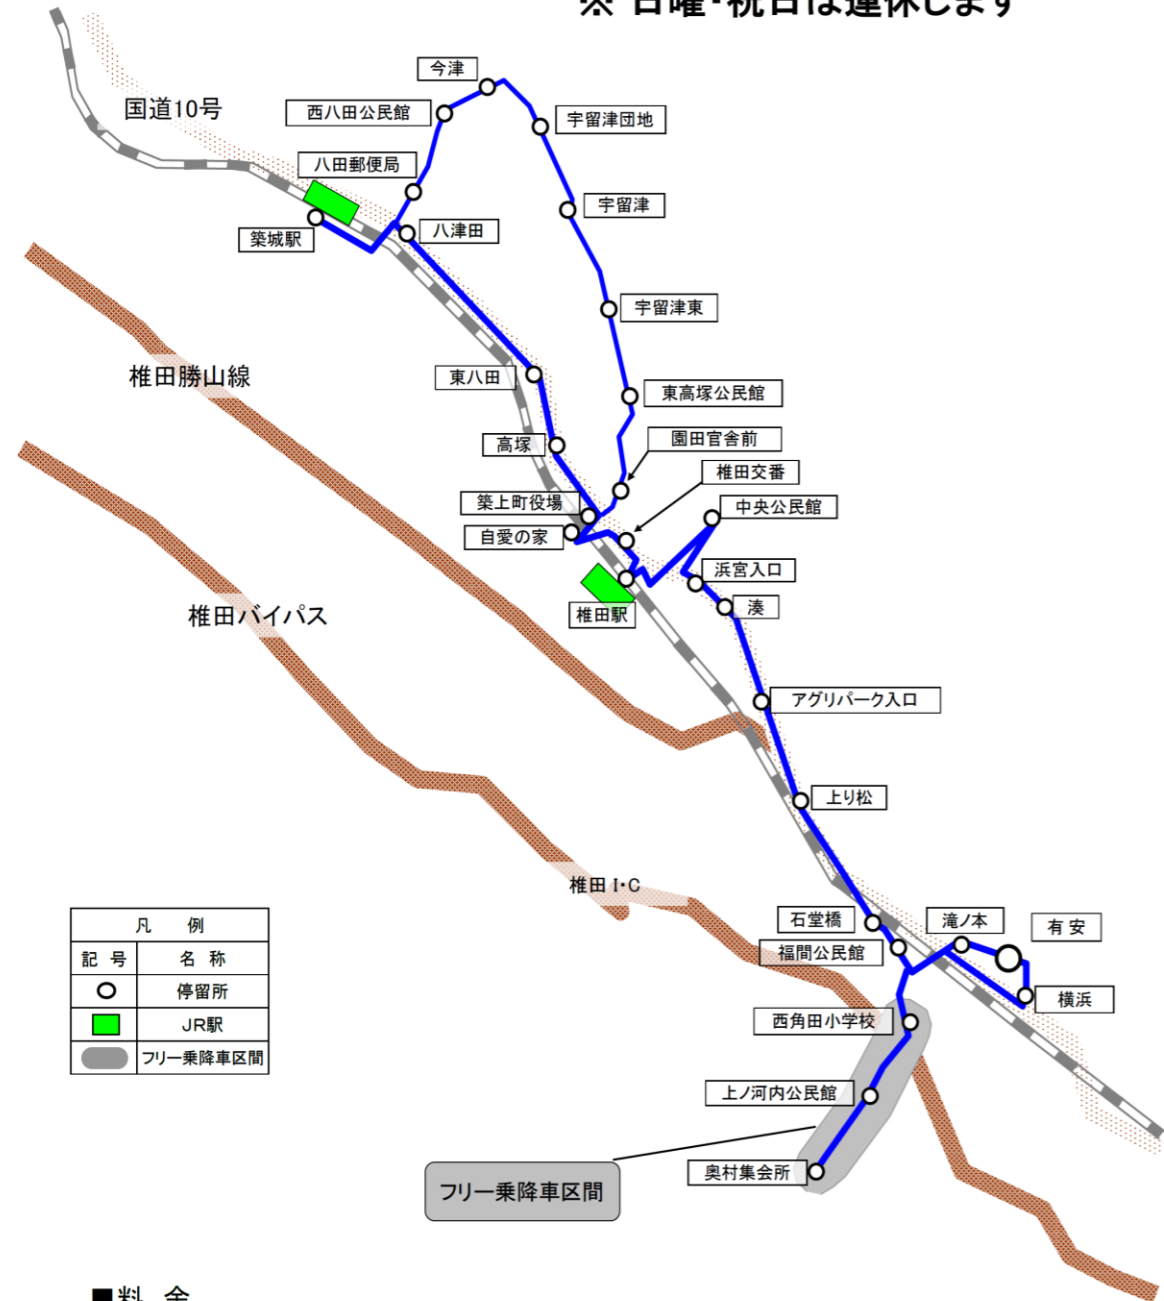 ※ 日曜・祝日は運休します
今津
国道10号
西八田公民館
宇留津団地
八田郵便局
宇留津
築城駅
八津田
宇留津東
椎田勝山線
東八田
東高塚公民館
高塚
園田官舎前
椎田交番
築上町役場
中央公民館
自愛の家
浜宮入口
椎田バイパス
椎田駅
湊
アグリパーク入口
上り松
椎田 I・C
石堂橋
滝ノ本
有 安
福間公民館
横浜
西角田小学校
上ノ河内公民館
奥村集会所
フリー乗降車区間
凡 例
記 号 名 称
停留所
JR駅
フリー乗降車区間
■料 金